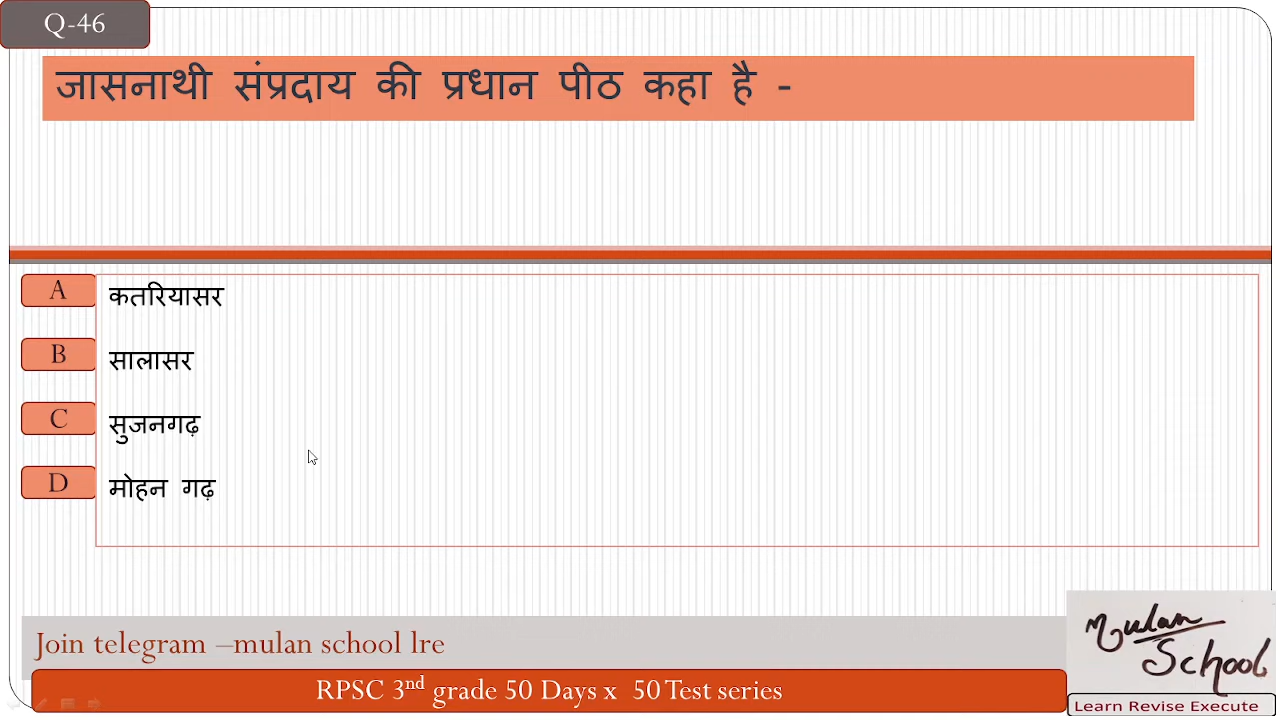 Q-46
जासनाथी संप्रदाय की प्रधान पीठ कहा है -
A
कतरियासर
B
सालासर
C
सुजनगढ़
D
मोहन गढ़
Join telegram –mulan school lre
RPSC 3nd grade 50 Days x 50 Test series
Mulan
School
Learn Revise Execute